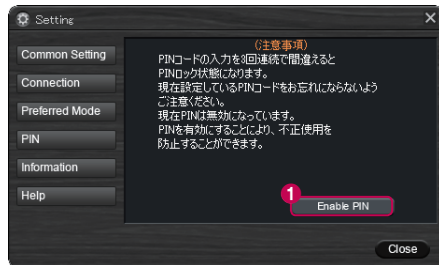 Setting
Common Setting
Connection
Preferred Mode
PIN
Information
Help
(注意事項)
PINコードの入力を3回連続で間違えると
PINロック状態になります。
現在設定しているPINコードをお忘れにならないよう
ご注意ください。
現在PINは無効になっています。
PINを有効にすることにより、不正使用を
防止することができます。
1
Enable PIN
Close